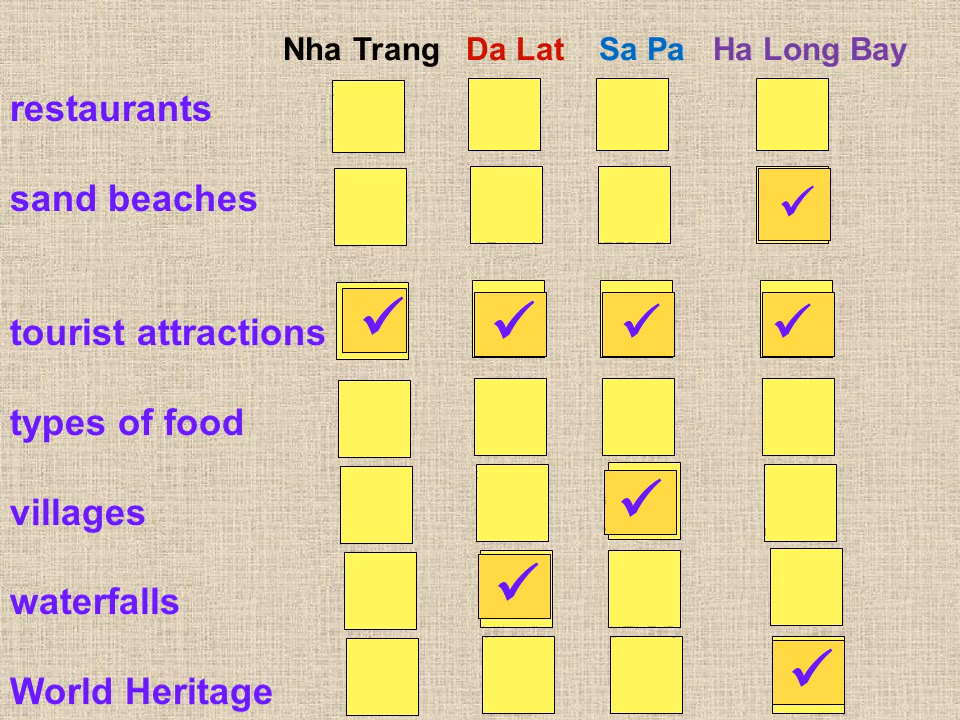 Nha Trang Da Lat Sa Pa Ha Long Bay
restaurants
sand beaches ✓
tourist attractions ✓ ✓ ✓ ✓
types of food
villages ✓
waterfalls ✓
World Heritage ✓